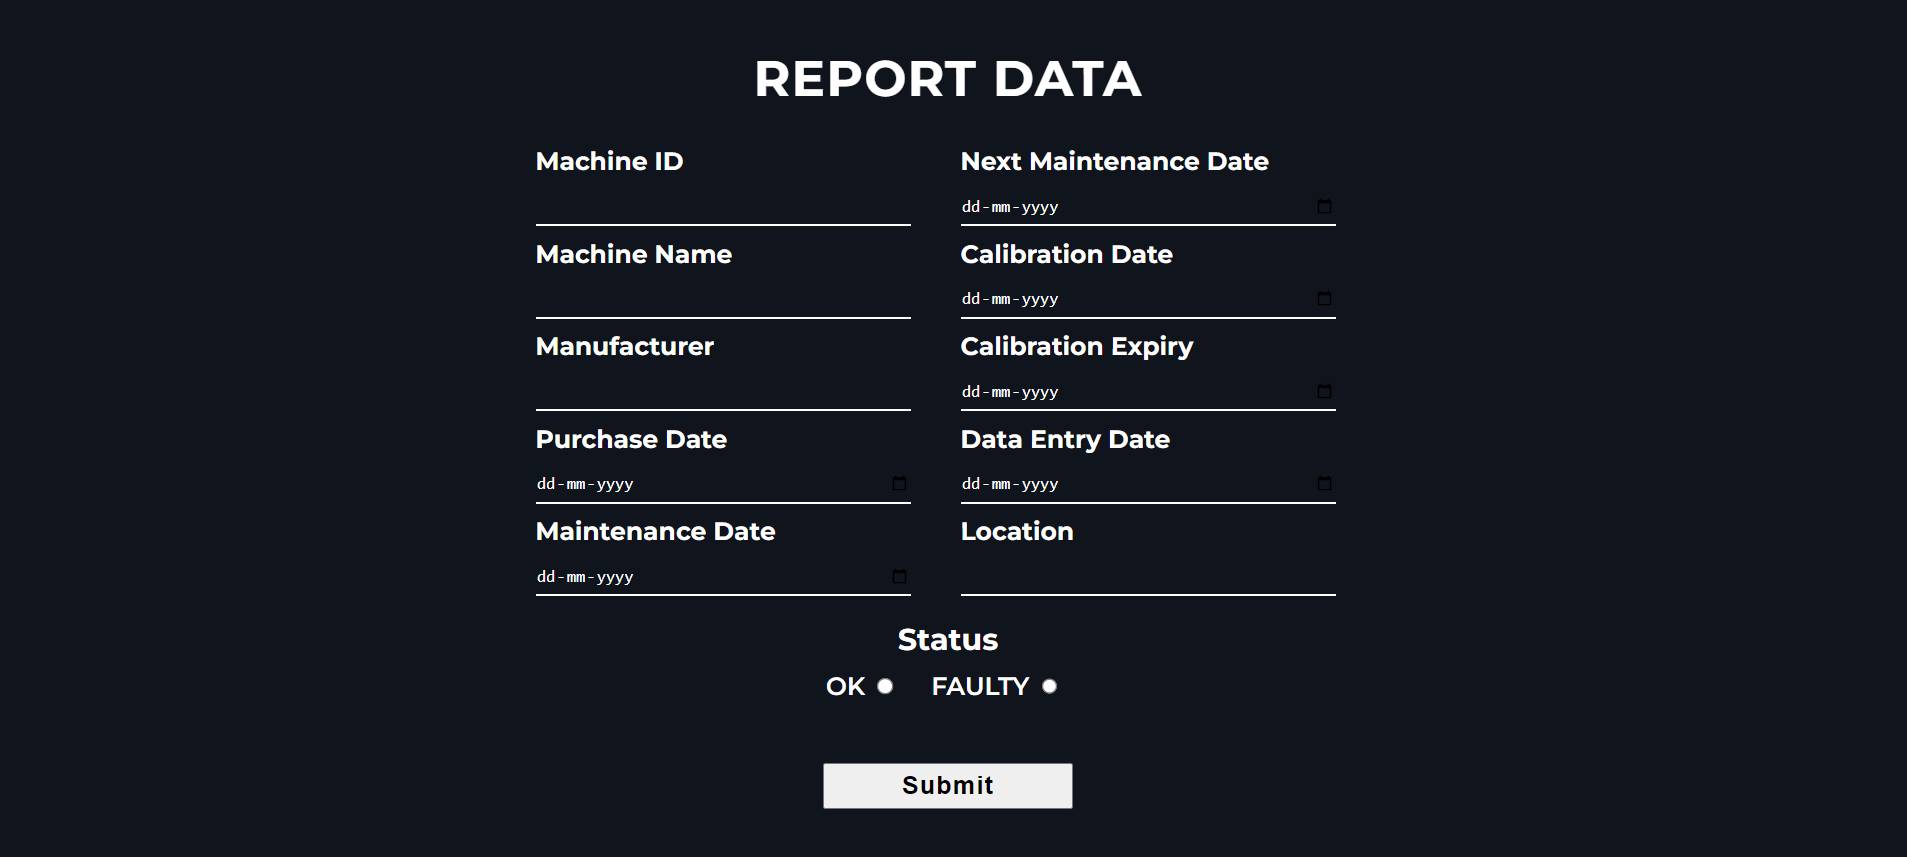 REPORT DATA
Machine ID
Machine Name
Manufacturer
Purchase Date
dd-mm-yyyy
Maintenance Date
dd-mm-yyyy
Next Maintenance Date
dd-mm-yyyy
Calibration Date
dd-mm-yyyy
Calibration Expiry
dd-mm-yyyy
Data Entry Date
dd-mm-yyyy
Location
Status
OK FAULTY
Submit